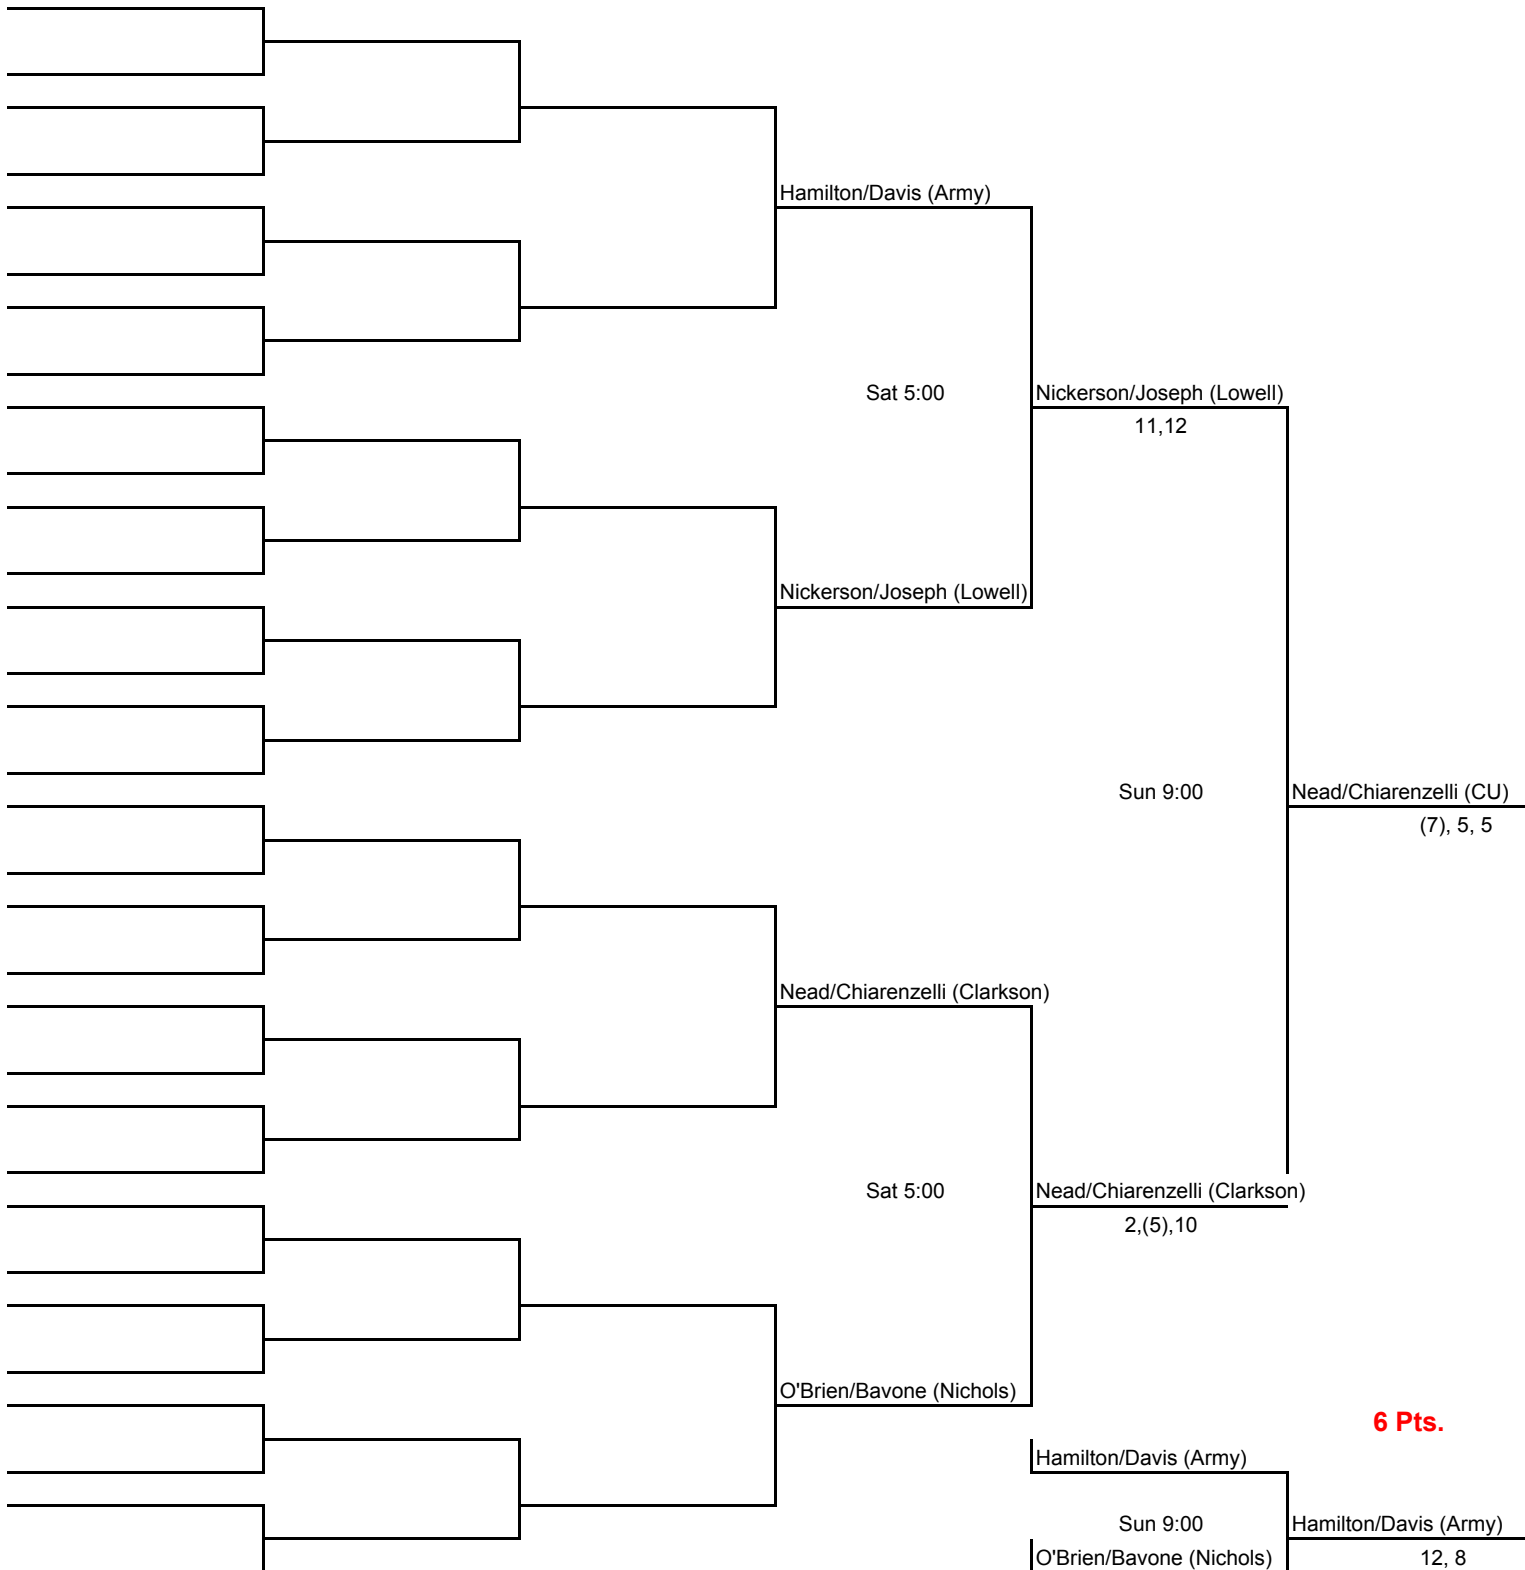 Hamilton/Davis (Army)
Sat 5:00
Nickerson/Joseph (Lowell)
11,12
Nickerson/Joseph (Lowell)
Sun 9:00
Nead/Chiarenzelli (CU)
(7), 5, 5
Nead/Chiarenzelli (Clarkson)
Sat 5:00
Nead/Chiarenzelli (Clarkson)
2,(5),10
O'Brien/Bavone (Nichols)
6 Pts.
Hamilton/Davis (Army)
Sun 9:00
Hamilton/Davis (Army)
O'Brien/Bavone (Nichols)
12, 8